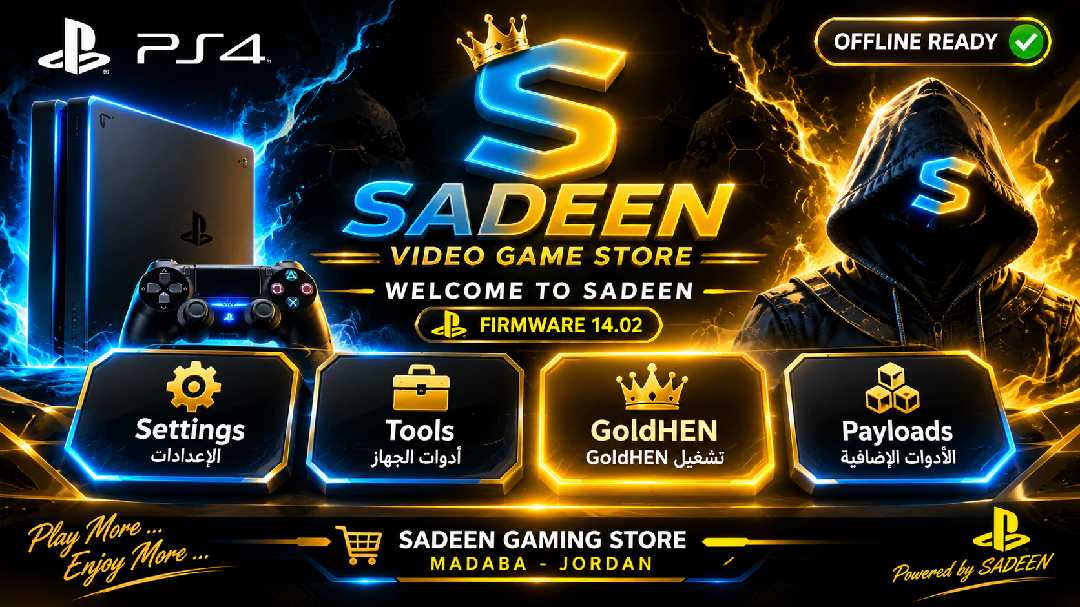 PS4
OFFLINE READY
S
SADEEN
VIDEO GAME STORE
WELCOME TO SADEEN
FIRMWARE 14.02
S
Settings
الإعدادات
Tools
أدوات الجهاز
GoldHEN
تشغيل GoldHEN
Payloads
الأدوات الإضافية
Play More ...
Enjoy More ...
SADEEN GAMING STORE
MADABA - JORDAN
Powered by SADEEN